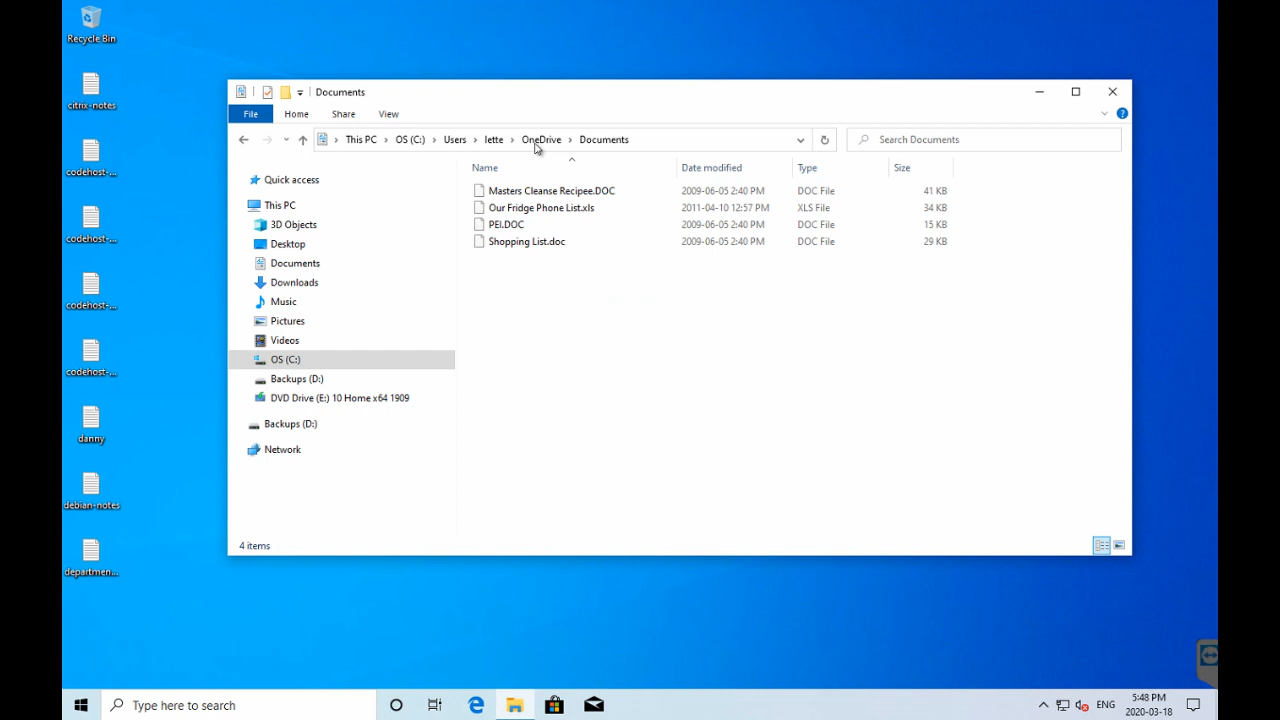 Recycle Bin
citrix-notes
codehost-...
codehost-...
codehost-...
codehost-...
danny
debian-notes
departmen...
Documents
File Home Share View
This PC OS (C:) Users lette OneDrive Documents
Search Documents
Quick access
This PC
3D Objects
Desktop
Documents
Downloads
Music
Pictures
Videos
OS (C:)
Backups (D:)
DVD Drive (E:) 10 Home x64 1909
Backups (D:)
Network
Name Date modified Type Size
Masters Cleanse Recipee.DOC 2009-06-05 2:40 PM DOC File 41 KB
Our Fridge Phone List.xls 2011-04-10 12:57 PM XLS File 34 KB
PEI.DOC 2009-06-05 2:40 PM DOC File 15 KB
Shopping List.doc 2009-06-05 2:40 PM DOC File 29 KB
4 items
Type here to search
ENG
5:48 PM
2020-03-18